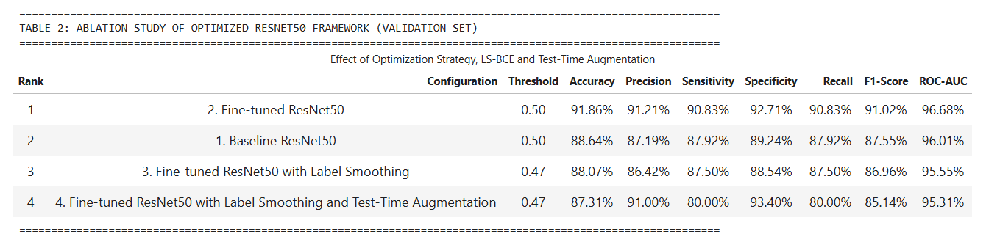 ==============================================================================================================
TABLE 2: ABLATION STUDY OF OPTIMIZED RESNET50 FRAMEWORK (VALIDATION SET)
==============================================================================================================
Effect of Optimization Strategy, LS-BCE and Test-Time Augmentation
Rank Configuration Threshold Accuracy Precision Sensitivity Specificity Recall F1-Score ROC-AUC
1 2. Fine-tuned ResNet50 0.50 91.86% 91.21% 90.83% 92.71% 90.83% 91.02% 96.68%
2 1. Baseline ResNet50 0.50 88.64% 87.19% 87.92% 89.24% 87.92% 87.55% 96.01%
3 3. Fine-tuned ResNet50 with Label Smoothing 0.47 88.07% 86.42% 87.50% 88.54% 87.50% 86.96% 95.55%
4 4. Fine-tuned ResNet50 with Label Smoothing and Test-Time Augmentation 0.47 87.31% 91.00% 80.00% 93.40% 80.00% 85.14% 95.31%
==============================================================================================================